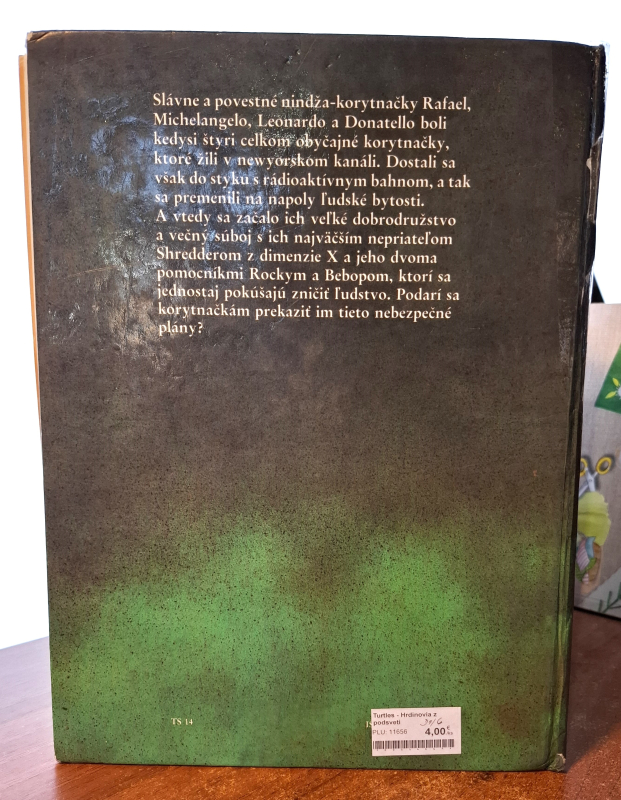 Slávne a povestné nindža-korytnačky Rafael,
Michelangelo, Leonardo a Donatello boli
kedysi štyri celkom obyčajné korytnačky,
ktoré žili v newyorskom kanáli. Dostali sa
však do styku s rádioaktívnym bahnom, a tak
sa premenili na napoly ľudské bytosti.
A vtedy sa začalo ich veľké dobrodružstvo
a večný súboj s ich najväčším nepriateľom
Shredderom z dimenzie X a jeho dvoma
pomocníkmi Rockym a Bebopom, ktorí sa
jednostaj pokúšajú zničiť ľudstvo. Podarí sa
korytnačkám prekaziť im tieto nebezpečné
plány?
TS 14
Turtles - Hrdinovia z
podsvetí
PLU: 11656
4,00 €